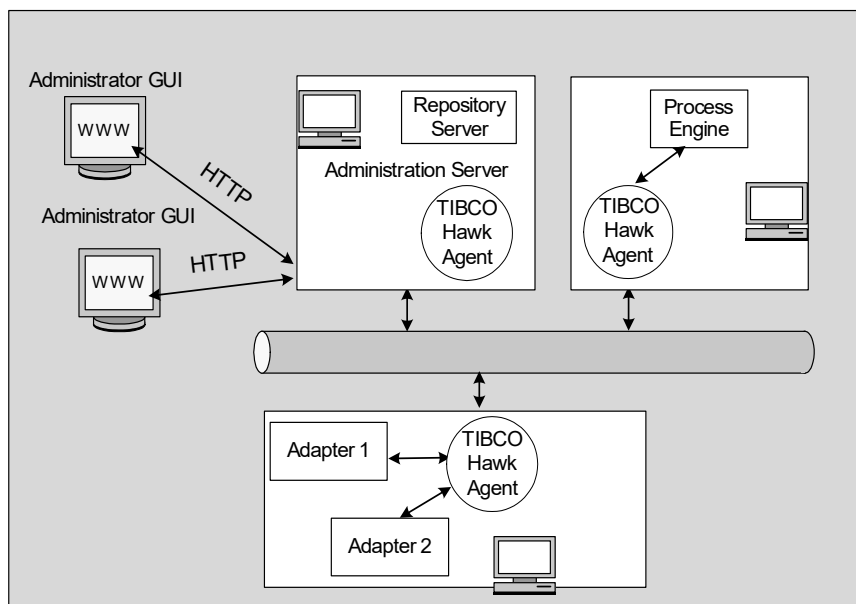 Administrator GUI
WWW
HTTP
Administrator GUI
WWW
HTTP
Repository
Server
Administration Server
TIBCO
Hawk
Agent
Process
Engine
TIBCO
Hawk
Agent
Adapter 1
TIBCO
Hawk
Agent
Adapter 2